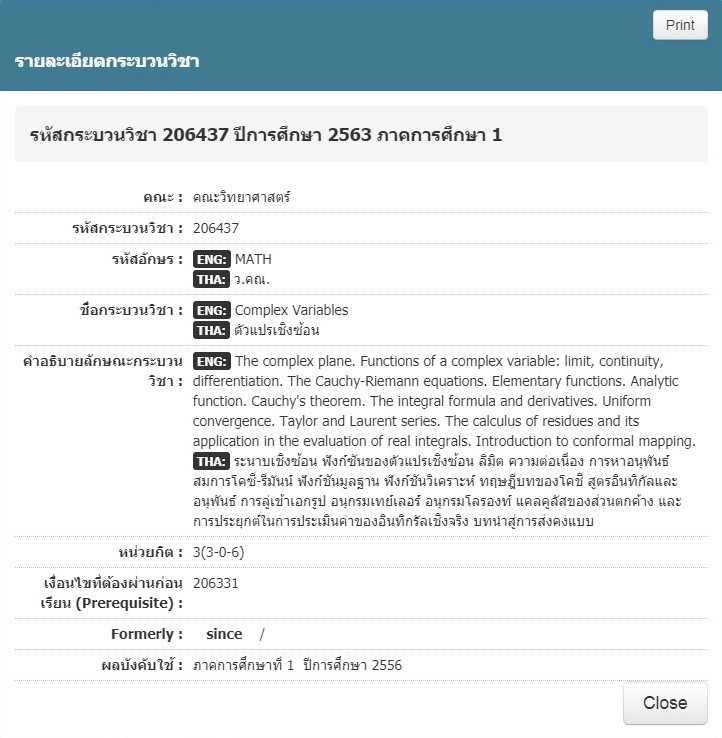 Print
รายละเอียดกระบวนวิชา
รหัสกระบวนวิชา 206437 ปีการศึกษา 2563 ภาคการศึกษา 1
คณะ : คณะวิทยาศาสตร์
รหัสกระบวนวิชา : 206437
รหัสอักษร : ENG: MATH
THA: ว.คณ.
ชื่อกระบวนวิชา : ENG: Complex Variables
THA: ตัวแปรเชิงซ้อน
คำอธิบายลักษณะกระบวน ENG: The complex plane. Functions of a complex variable: limit, continuity,
วิชา : differentiation. The Cauchy-Riemann equations. Elementary functions. Analytic
function. Cauchy's theorem. The integral formula and derivatives. Uniform
convergence. Taylor and Laurent series. The calculus of residues and its
application in the evaluation of real integrals. Introduction to conformal mapping.
THA: ระนาบเชิงซ้อน ฟังก์ชันของตัวแปรเชิงซ้อน ลิมิต ความต่อเนื่อง การหาอนุพันธ์
สมการโคซี-รีมันน์ ฟังก์ชันมูลฐาน ฟังก์ชันวิเคราะห์ ทฤษฎีบทของโคชี สูตรอินทิกัลและ
อนุพันธ์ การลู่เข้าเอกรูป อนุกรมเทย์เลอร์ อนุกรมโลรองท์ แคลคูลัสของส่วนตกค้าง และ
การประยุกต์ในการประเมินค่าของอินทิกรัลเชิงจริง บทนำสู่การส่งคงแบบ
หน่วยกิต : 3(3-0-6)
เงื่อนไขที่ต้องผ่านก่อน 206331
เรียน (Prerequisite) :
Formerly : since /
ผลบังคับใช้ : ภาคการศึกษาที่ 1 ปีการศึกษา 2556
Close